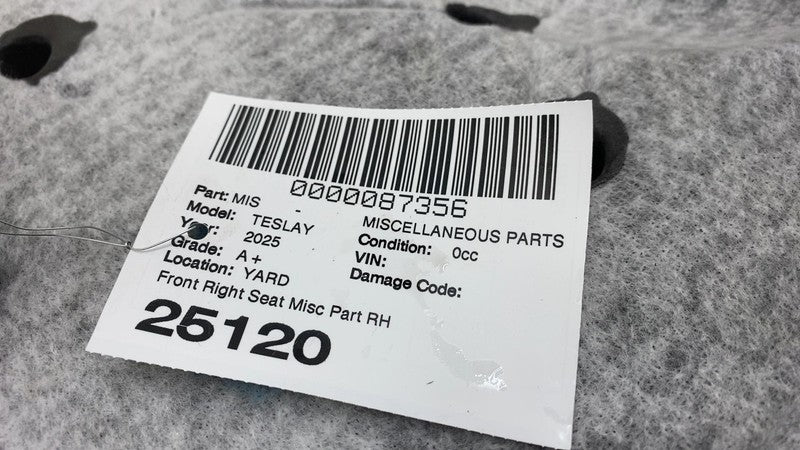 0000087356
Part: MIS - MISCELLANEOUS PARTS
Model: TESLAY Condition: 0cc
Year: 2025 VIN:
Grade: A+ Damage Code:
Location: YARD
Front Right Seat Misc Part RH
25120